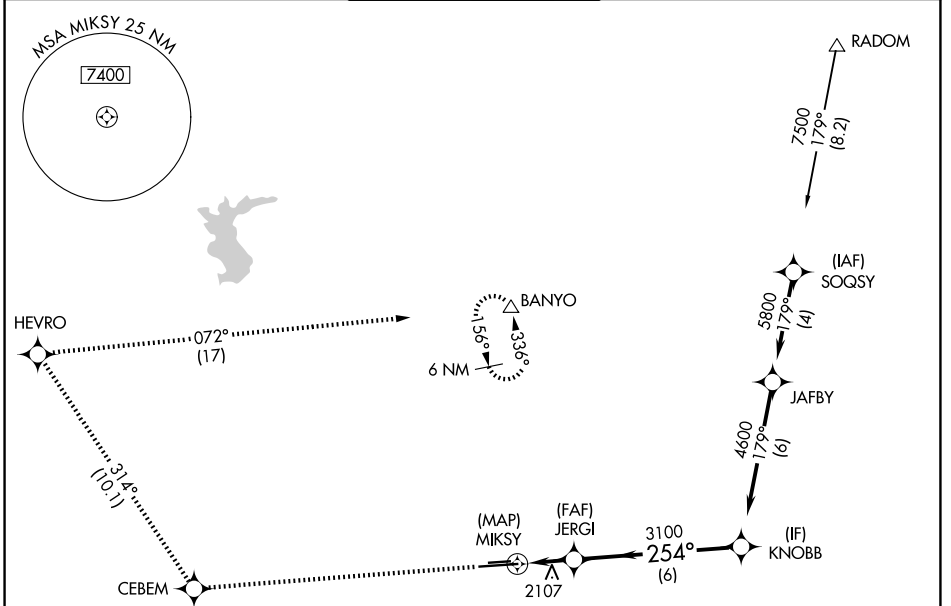 MSA MIKSY 25 NM
7400
RADOM
7500
179°
(8.2)
(IAF)
SOQSY
5800
179°
(4)
JAFBY
4600
179°
(6)
HEVRO
072°
(17)
BANYO
156°
336°
6 NM
314°
(10.1)
(MAP)
MIKSY
(FAF)
JERGI
3100
254°
(6)
(IF)
KNOBB
2107
CEBEM